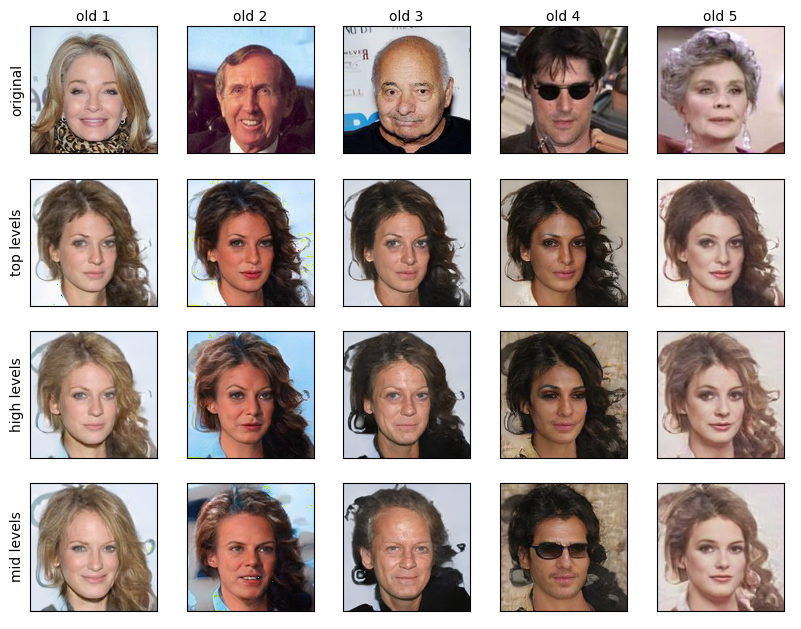 old 1
old 2
old 3
old 4
old 5
original
top levels
high levels
mid levels